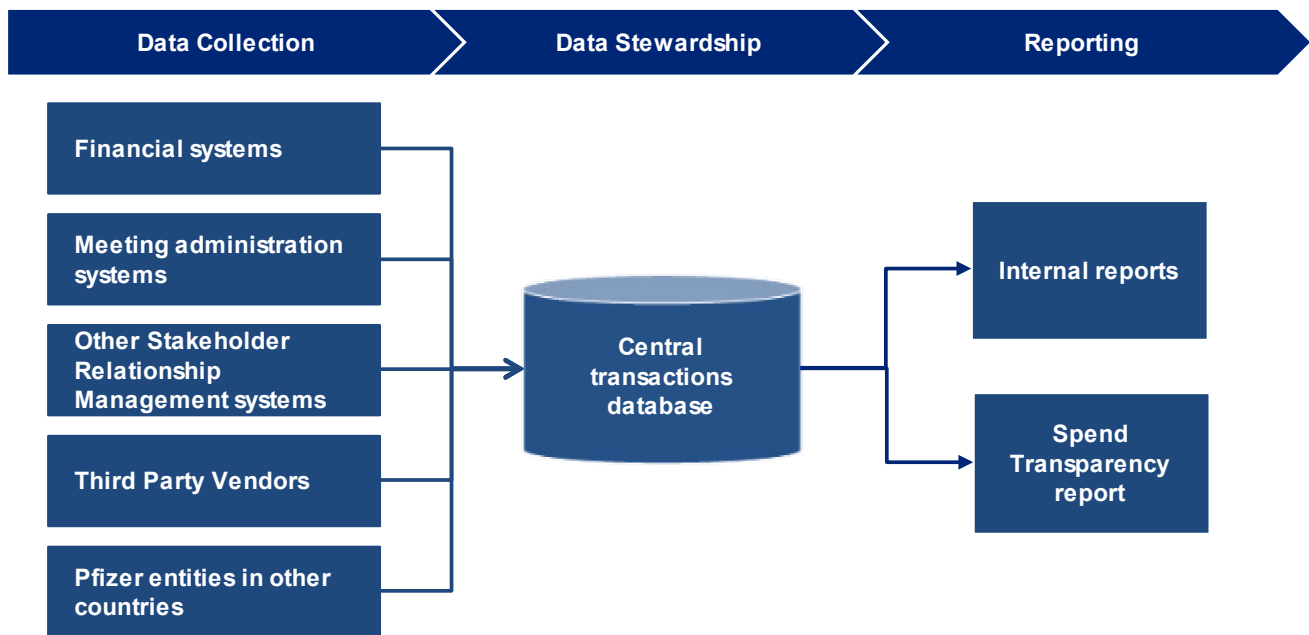 Data Collection
Data Stewardship
Reporting
Financial systems
Meeting administration
systems
Other Stakeholder
Relationship
Management systems
Third Party Vendors
Pfizer entities in other
countries
Central
transactions
database
Internal reports
Spend
Transparency
report